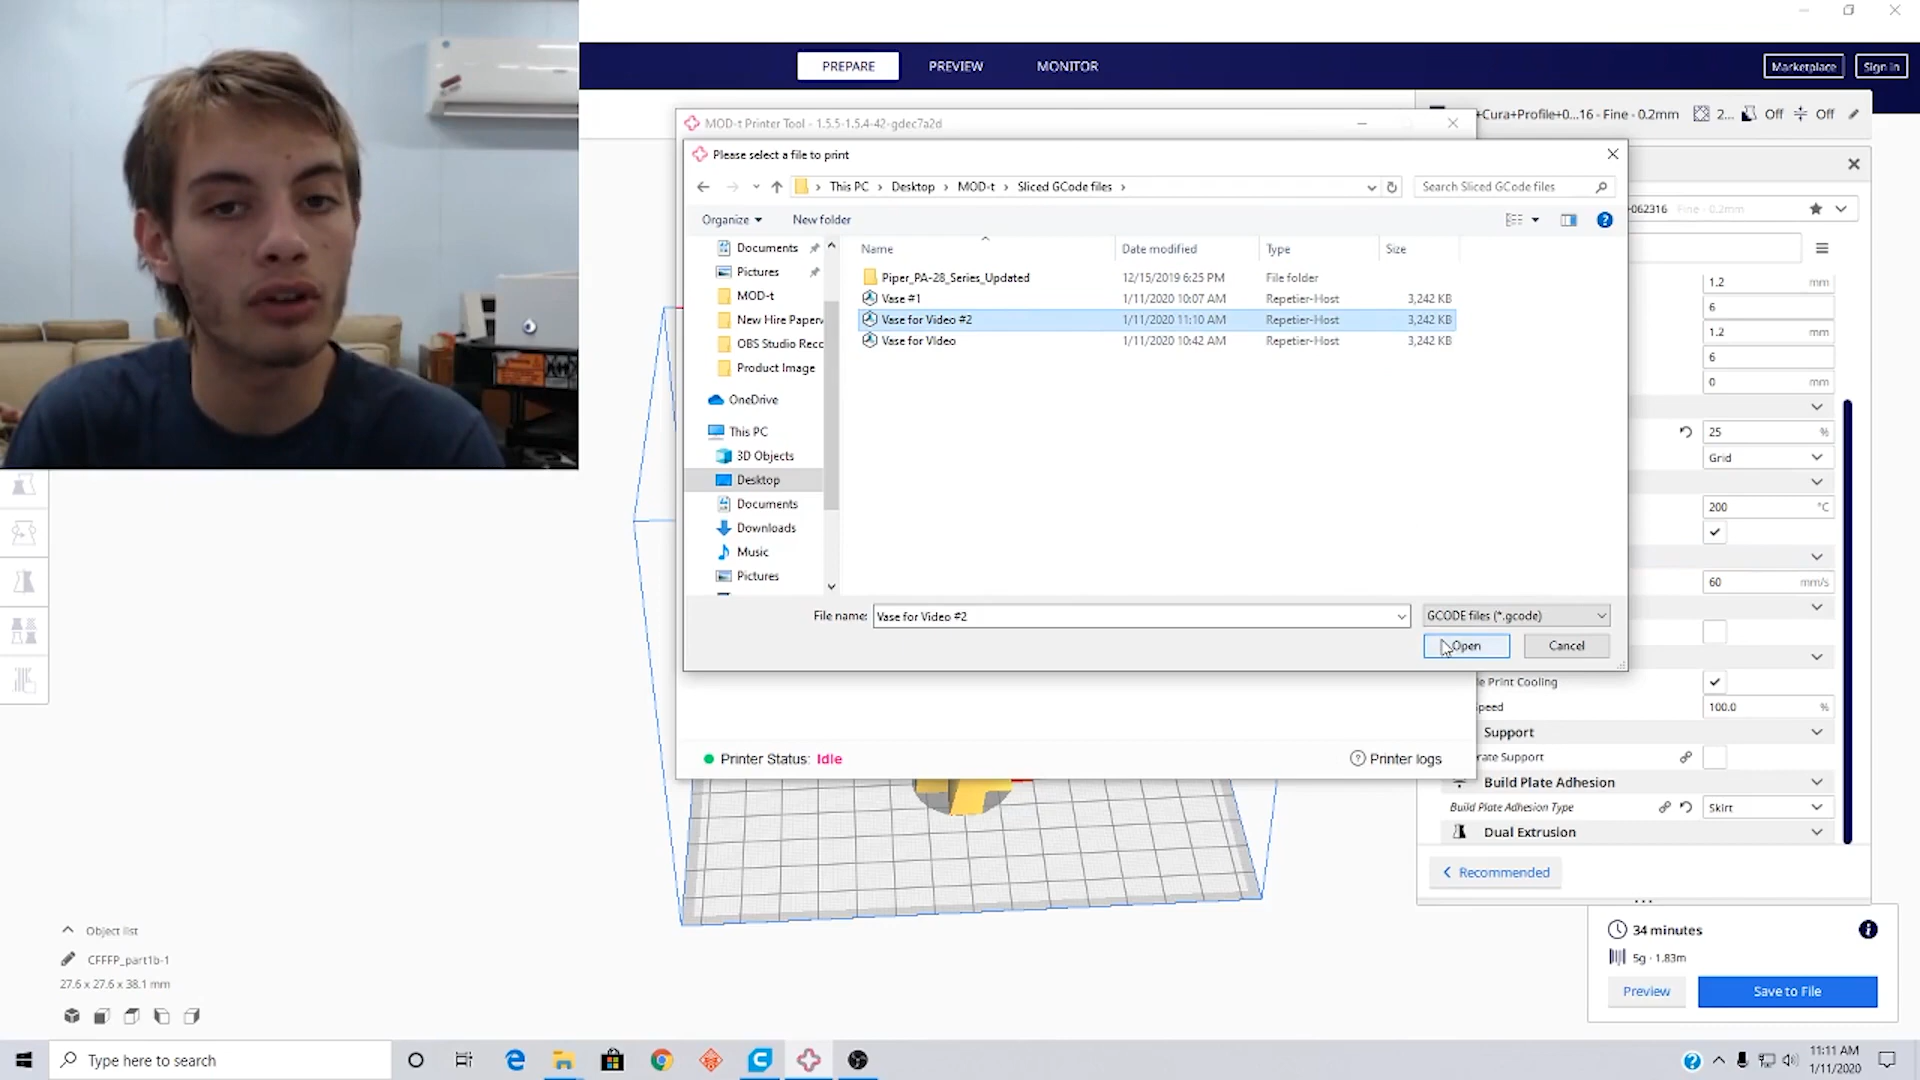 PREPARE
PREVIEW
MONITOR
Marketplace
Sign in
+Cura+Profile+0...16 - Fine - 0.2mm
2...
Off
Off
MOD-t Printer Tool - 1.5.5-1.5.4-42-gdec7a2d
Please select a file to print
This PC > Desktop > MOD-t > Sliced GCode files >
Search Sliced GCode files
Organize
New folder
Documents
Pictures
MOD-t
New Hire Paperw
OBS Studio Recc
Product Image
OneDrive
This PC
3D Objects
Desktop
Documents
Downloads
Music
Pictures
Name
Date modified
Type
Size
Piper_PA-28_Series_Updated 12/15/2019 6:25 PM File folder
Vase #1 1/11/2020 10:07 AM Repetier-Host 3,242 KB
Vase for Video #2 1/11/2020 11:10 AM Repetier-Host 3,242 KB
Vase for VIdeo 1/11/2020 10:42 AM Repetier-Host 3,242 KB
File name: Vase for Video #2
GCODE files (*.gcode)
Open
Cancel
Printer Status: Idle
Printer logs
062316 Fine - 0.2mm
1.2 mm
6
1.2 mm
6
0 mm
25 %
Grid
200 °C
60 mm/s
le Print Cooling
peed 100.0 %
Support
rate Support
Build Plate Adhesion
Build Plate Adhesion Type Skirt
Dual Extrusion
Recommended
34 minutes
5g · 1.83m
Preview
Save to File
Object list
CFFFP_part1b-1
27.6 x 27.6 x 38.1 mm
Type here to search
11:11 AM
1/11/2020